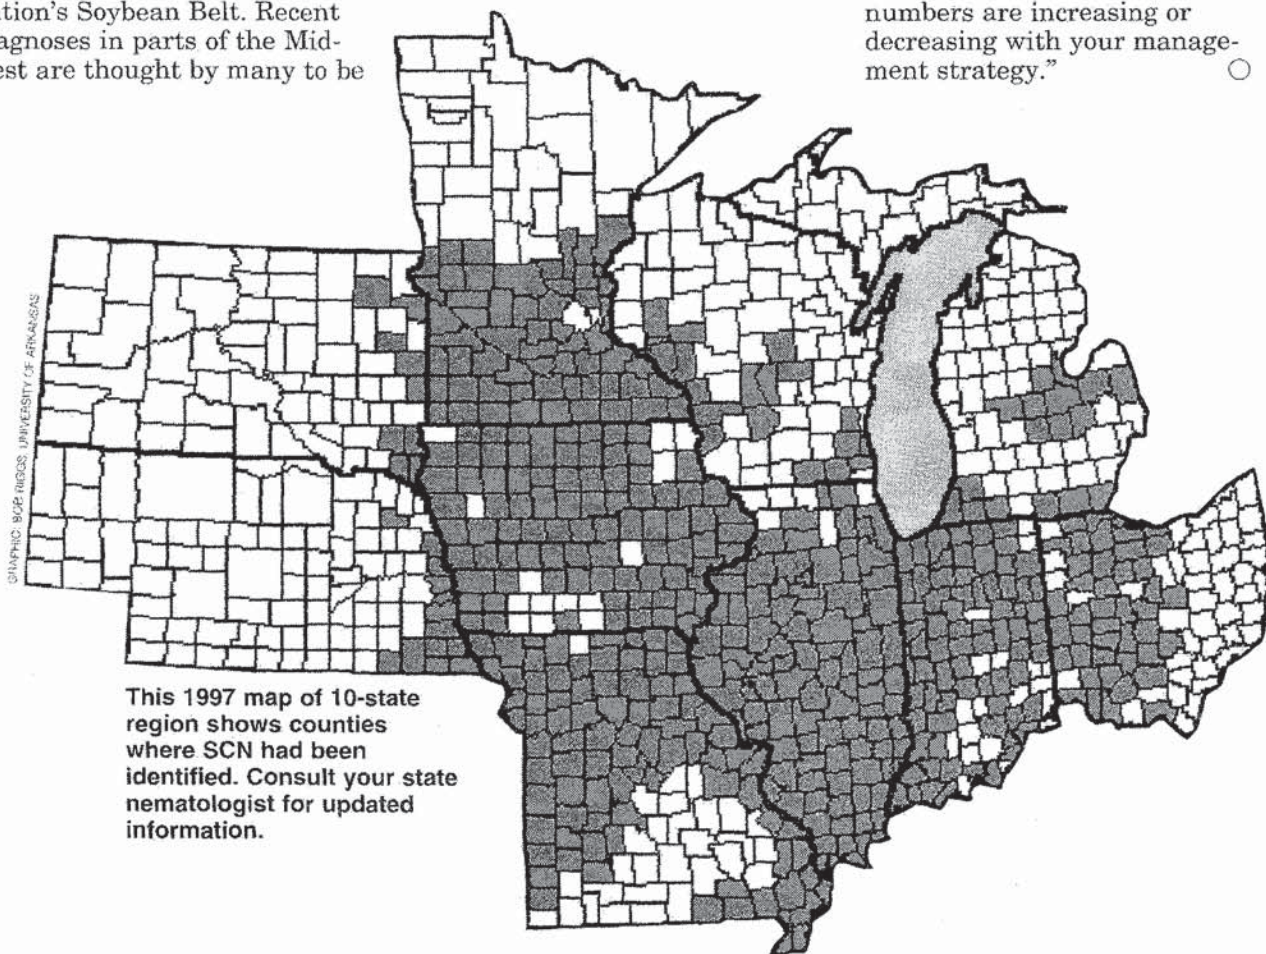 ation's Soybean Belt. Recent
agnoses in parts of the Mid-
est are thought by many to be
numbers are increasing or
decreasing with your manage-
ment strategy."
GRAPHIC: BOB RIGGS, UNIVERSITY OF ARKANSAS
This 1997 map of 10-state
region shows counties
where SCN had been
identified. Consult your state
nematologist for updated
information.